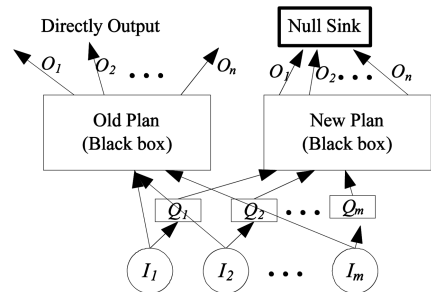 Directly Output
Null Sink
O1 O2 ... On
O1 O2 ... On
Old Plan
(Black box)
New Plan
(Black box)
Q1 Q2 ... Qm
I1 I2 ... Im